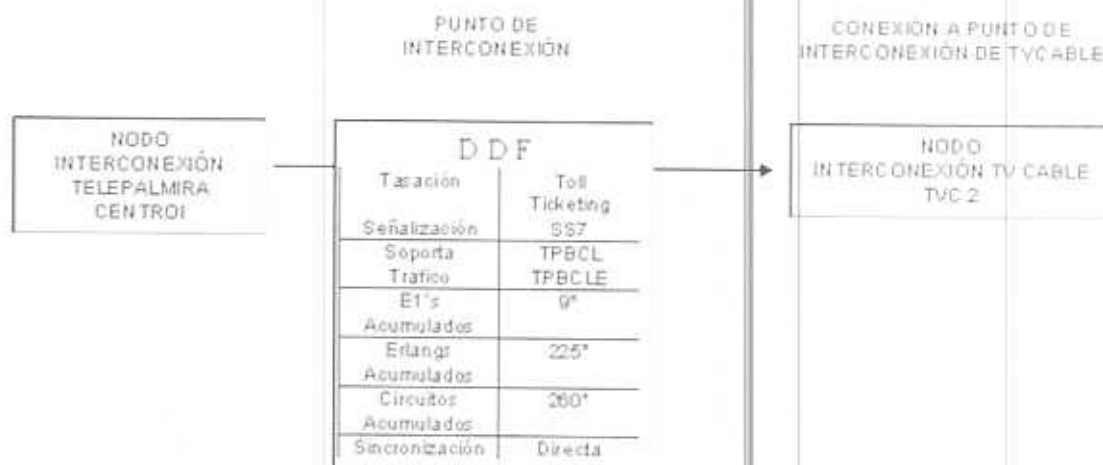 PUNTO DE
INTERCONEXIÓN
CONEXIÓN A PUNTO DE
INTERCONEXIÓN DE TVCABLE
NODO
INTERCONEXIÓN
TELEPALMIRA
CENTROI
D D F
Tasación Toll
Ticketing
Señalización SS7
Soporta TPBCL
Trafico TPBCLE
E1's 9*
Acumulados
Erlangs 225*
Acumulados
Circuitos 260*
Acumulados
Sincronización Directa
NODO
INTERCONEXIÓN TV CABLE
TVC 2